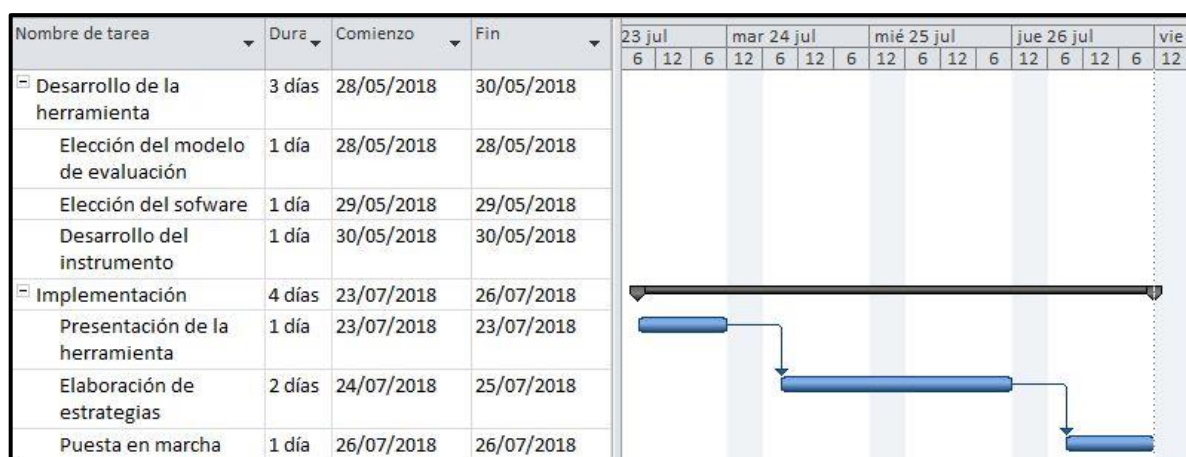 Nombre de tarea Dura Comienzo Fin 23 jul mar 24 jul mié 25 jul jue 26 jul vie
6 12 6 12 6 12 6 12 6 12 6 12 6 12 6 12
Desarrollo de la herramienta 3 días 28/05/2018 30/05/2018
Elección del modelo de evaluación 1 día 28/05/2018 28/05/2018
Elección del sofware 1 día 29/05/2018 29/05/2018
Desarrollo del instrumento 1 día 30/05/2018 30/05/2018
Implementación 4 días 23/07/2018 26/07/2018
Presentación de la herramienta 1 día 23/07/2018 23/07/2018
Elaboración de estrategias 2 días 24/07/2018 25/07/2018
Puesta en marcha 1 día 26/07/2018 26/07/2018